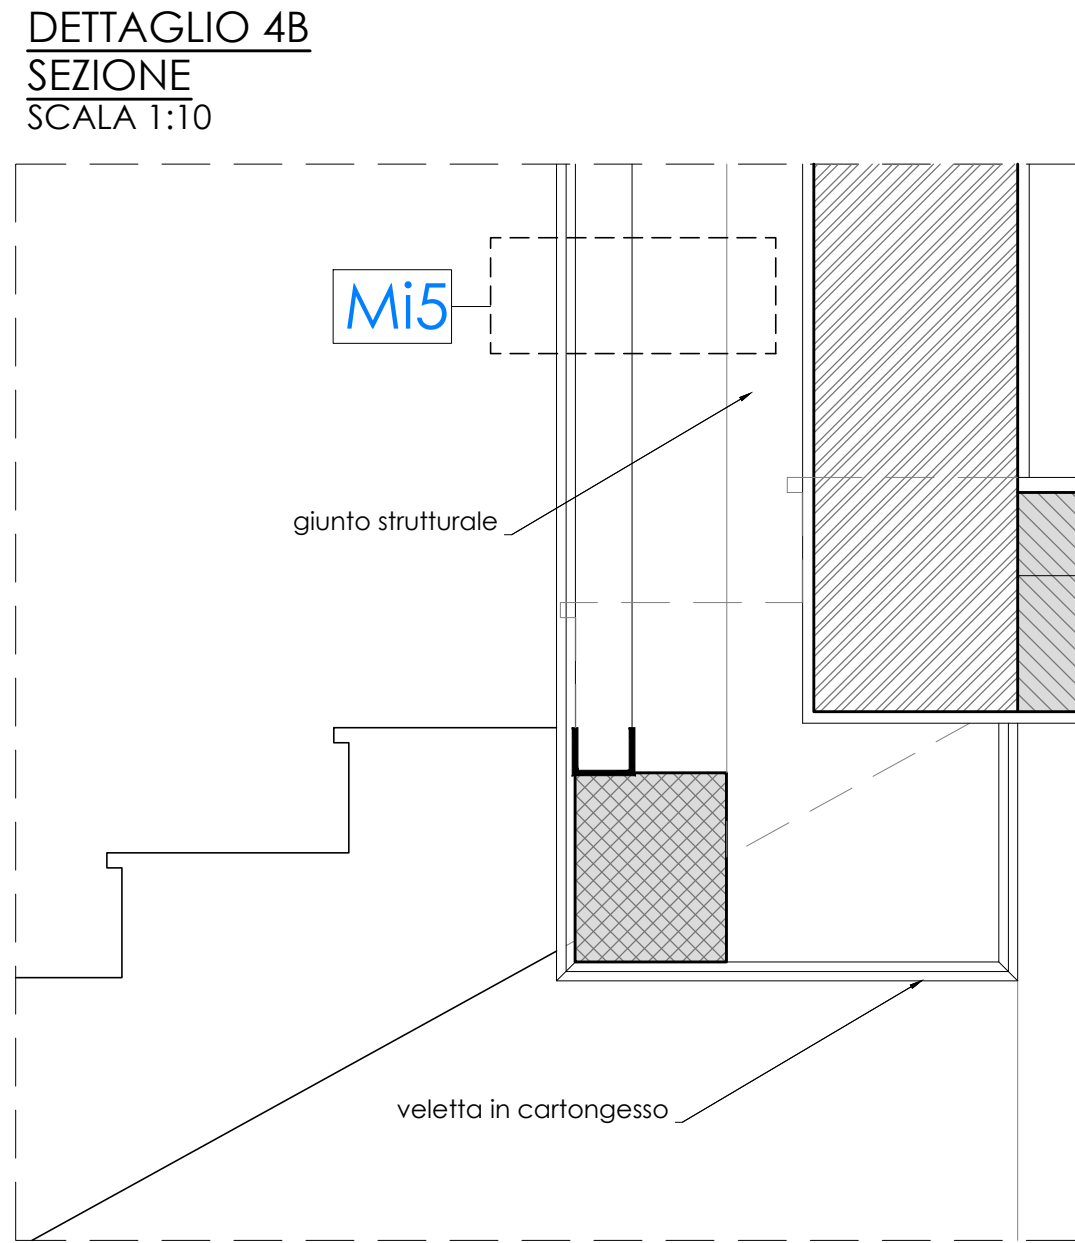 DETTAGLIO 4B
SEZIONE
SCALA 1:10
Mi5
giunto strutturale
veletta in cartongesso